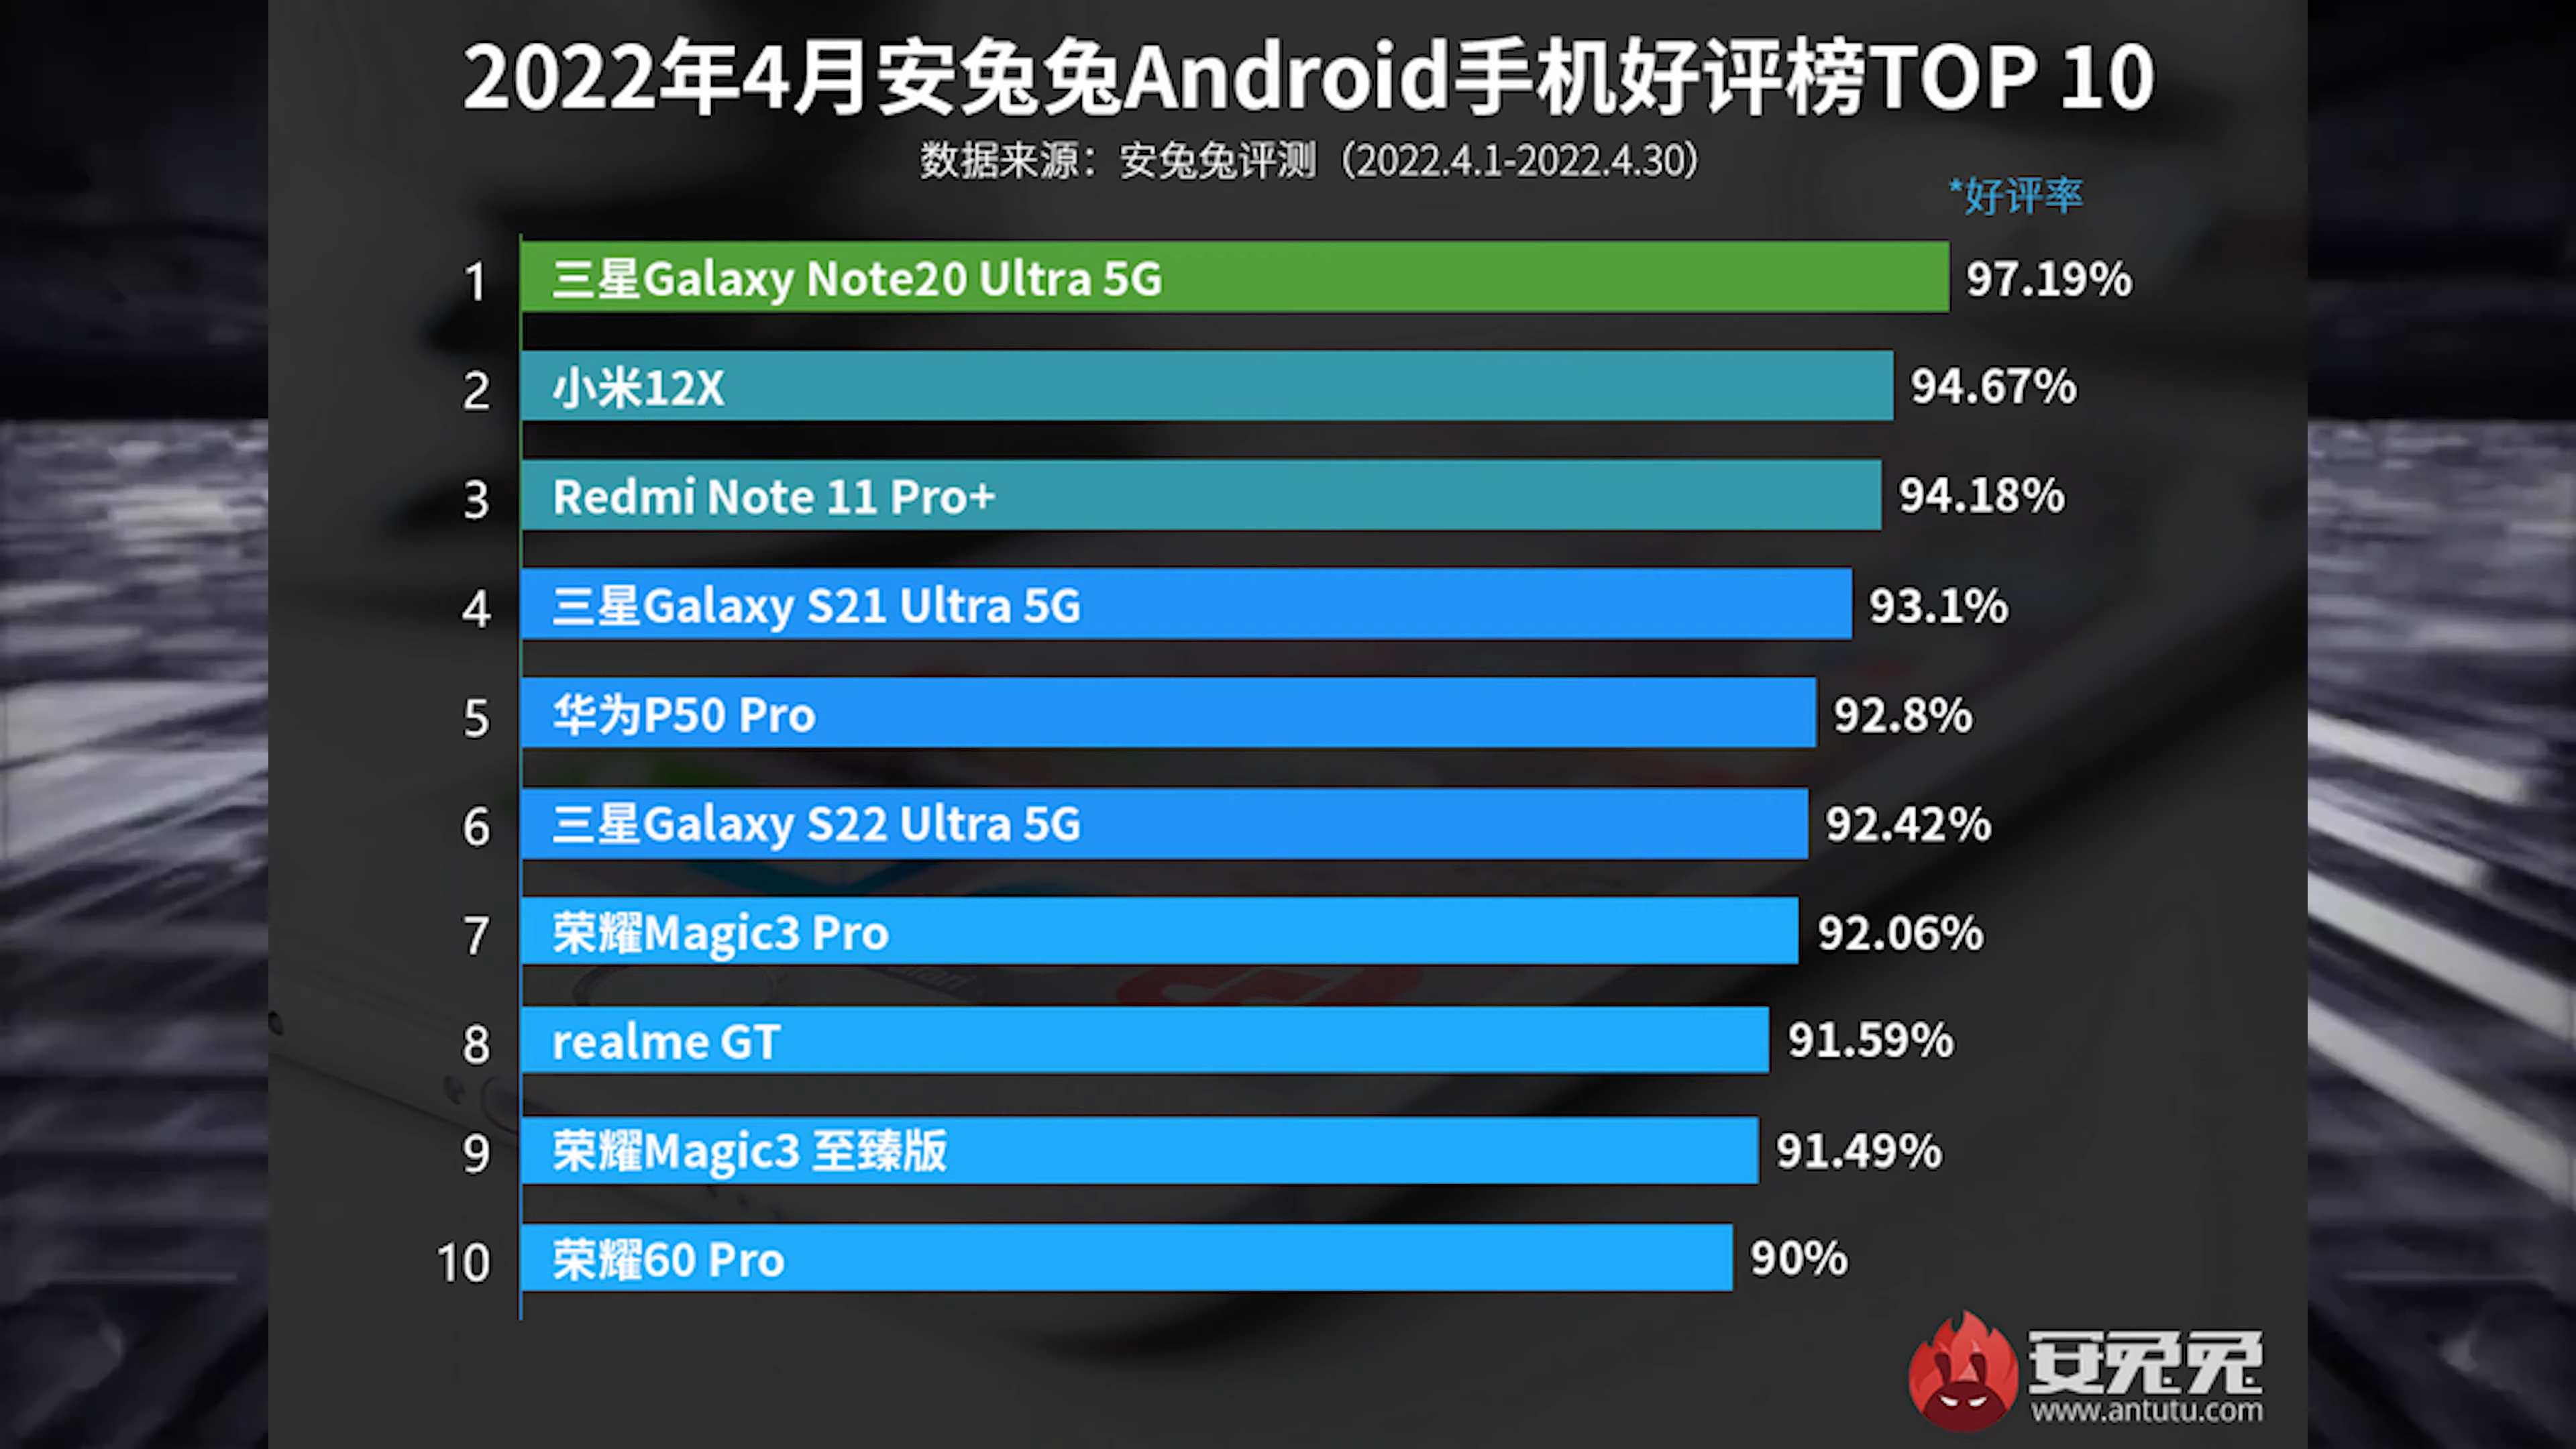 2022年4月安兔兔Android手机好评榜TOP 10
数据来源：安兔兔评测（2022.4.1-2022.4.30）
*好评率
1 三星Galaxy Note20 Ultra 5G 97.19%
2 小米12X 94.67%
3 Redmi Note 11 Pro+ 94.18%
4 三星Galaxy S21 Ultra 5G 93.1%
5 华为P50 Pro 92.8%
6 三星Galaxy S22 Ultra 5G 92.42%
7 荣耀Magic3 Pro 92.06%
8 realme GT 91.59%
9 荣耀Magic3 至臻版 91.49%
10 荣耀60 Pro 90%
安兔兔
www.antutu.com